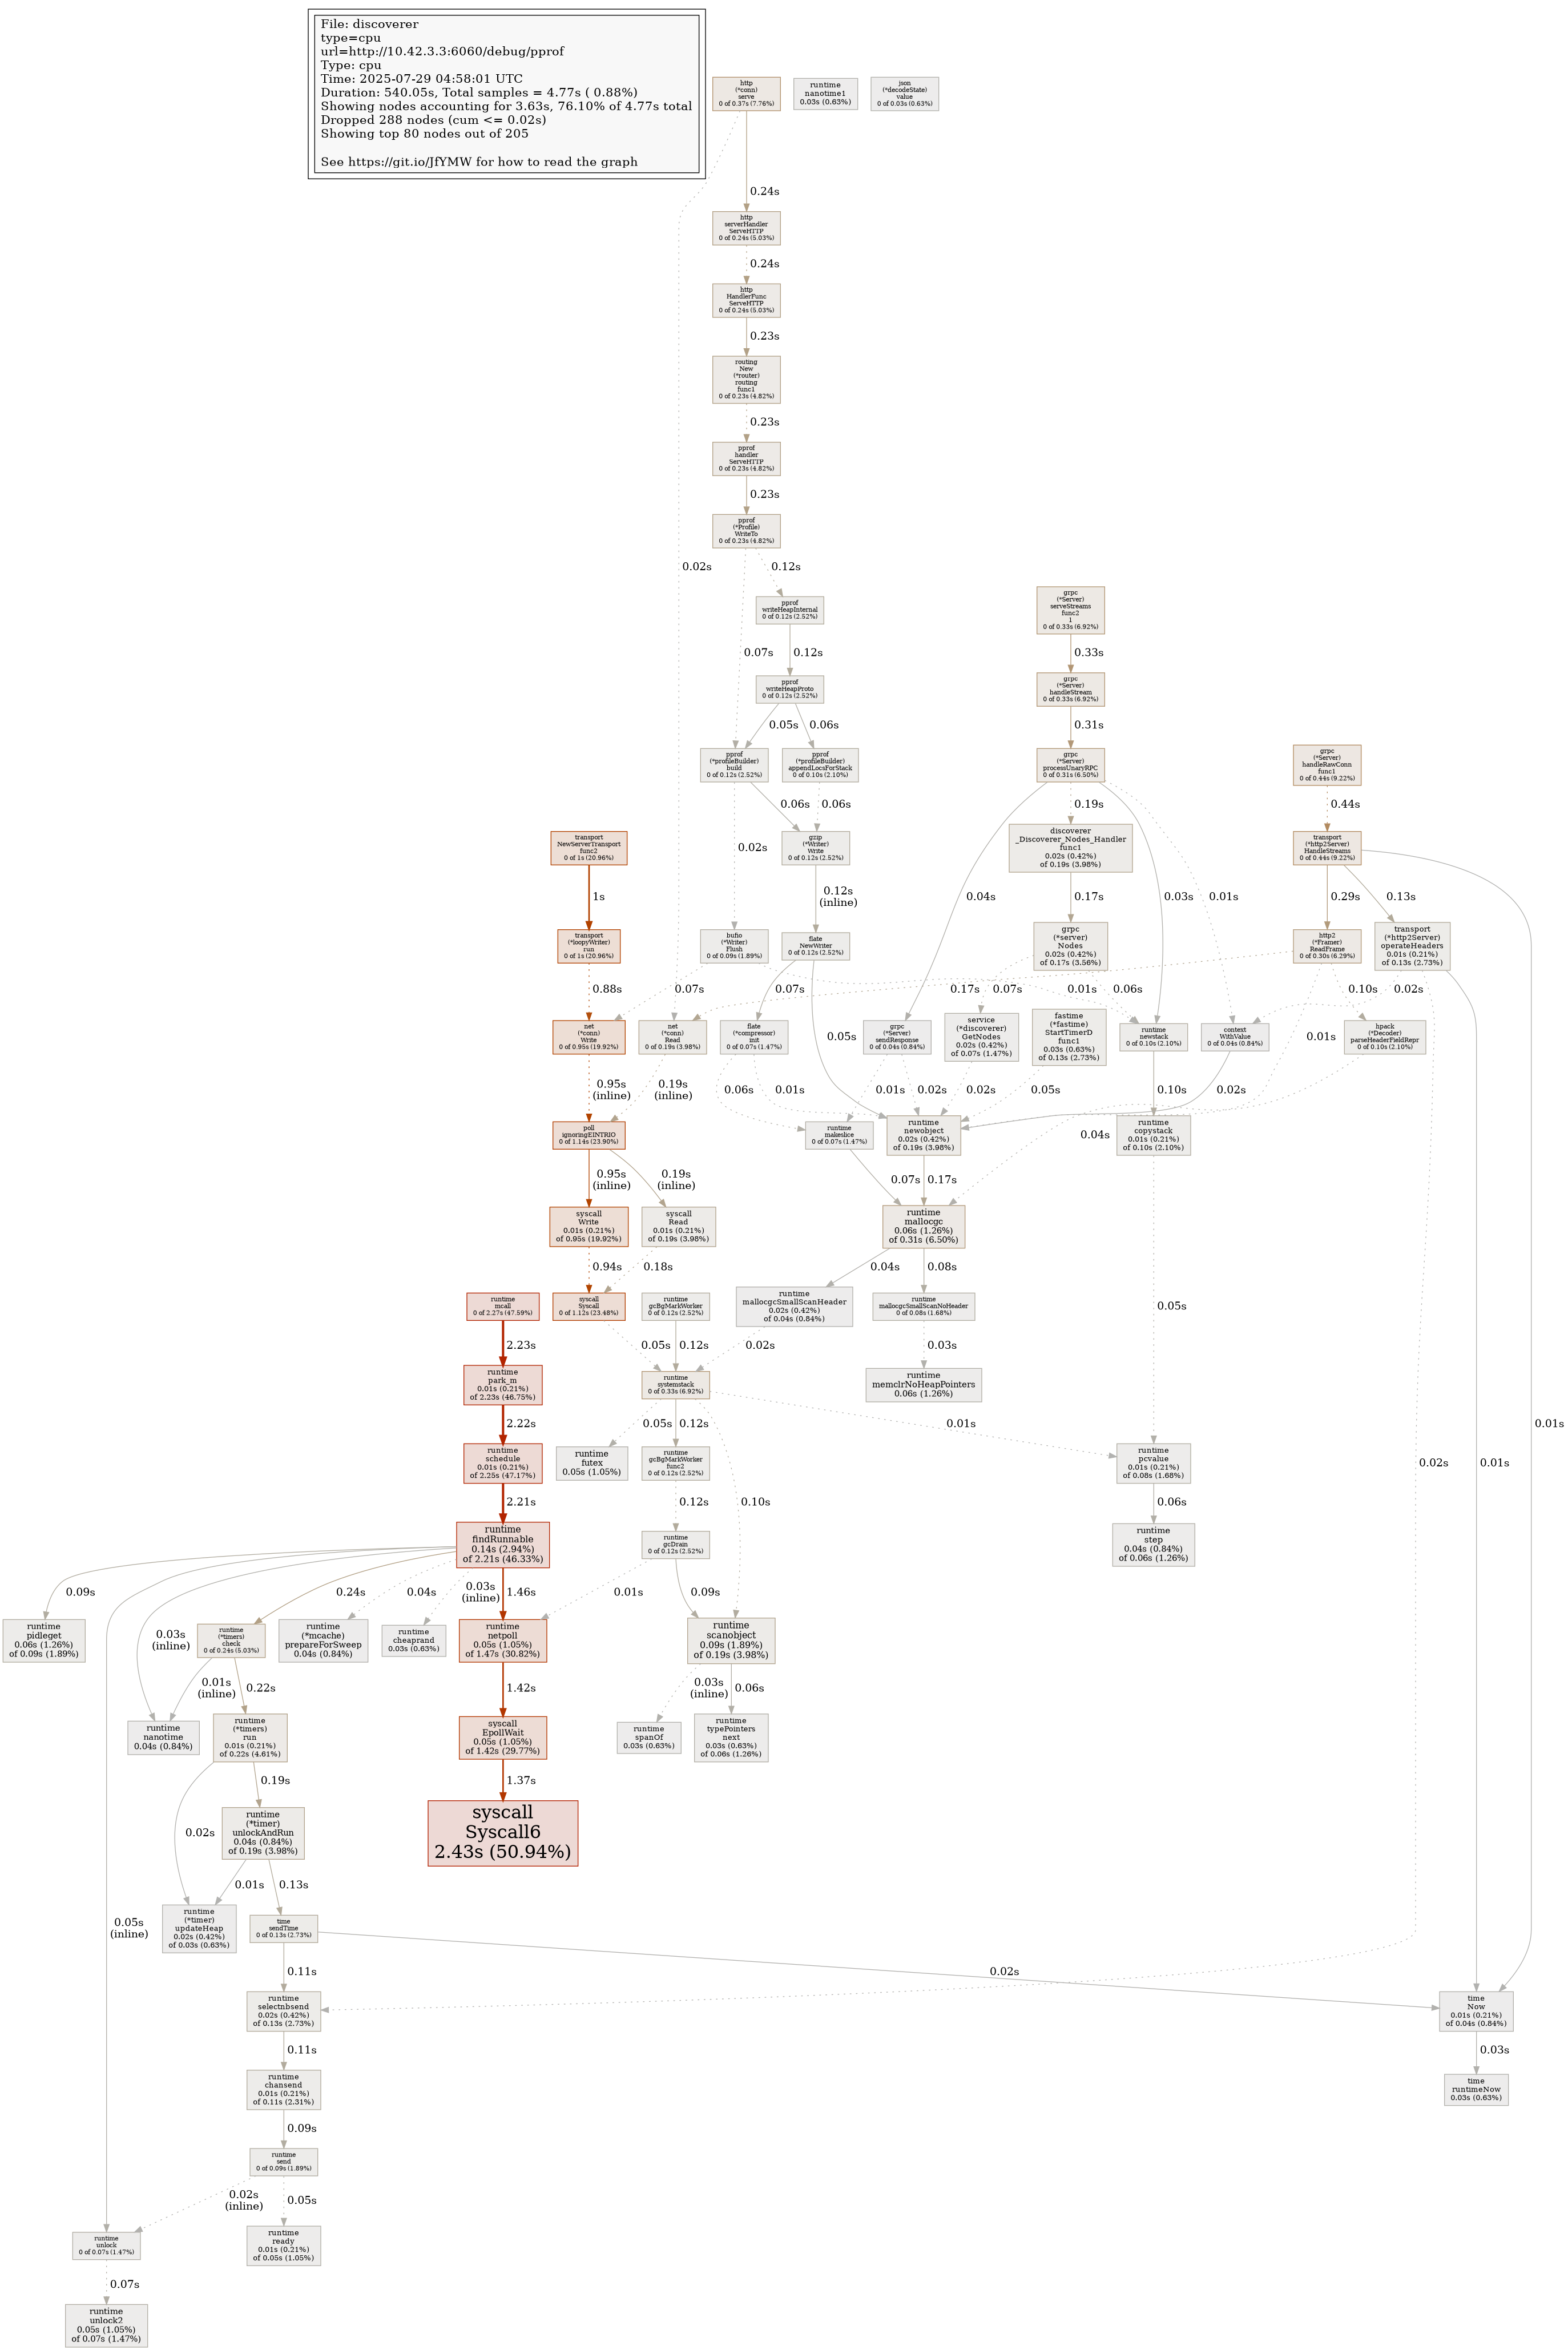 File: discoverer
type=cpu
url=http://10.42.3.3:6060/debug/pprof
Type: cpu
Time: 2025-07-29 04:58:01 UTC
Duration: 540.05s, Total samples = 4.77s ( 0.88%)
Showing nodes accounting for 3.63s, 76.10% of 4.77s total
Dropped 288 nodes (cum <= 0.02s)
Showing top 80 nodes out of 205
See https://git.io/JfYMW for how to read the graph
http
(*conn)
serve
0 of 0.37s (7.76%)
runtime
nanotime1
0.03s (0.63%)
json
(*decodeState)
value
0 of 0.03s (0.63%)
0.24s
http
serverHandler
ServeHTTP
0 of 0.24s (5.03%)
0.24s
http
HandlerFunc
ServeHTTP
0 of 0.24s (5.03%)
0.23s
routing
New
(*router)
routing
func1
0 of 0.23s (4.82%)
0.23s
pprof
handler
ServeHTTP
0 of 0.23s (4.82%)
0.23s
pprof
(*Profile)
WriteTo
0 of 0.23s (4.82%)
0.02s
0.12s
pprof
writeHeapInternal
0 of 0.12s (2.52%)
grpc
(*Server)
serveStreams
func2
1
0 of 0.33s (6.92%)
0.07s
0.12s
0.33s
pprof
writeHeapProto
0 of 0.12s (2.52%)
grpc
(*Server)
handleStream
0 of 0.33s (6.92%)
0.05s
0.06s
0.31s
pprof
(*profileBuilder)
build
0 of 0.12s (2.52%)
pprof
(*profileBuilder)
appendLocsForStack
0 of 0.10s (2.10%)
grpc
(*Server)
processUnaryRPC
0 of 0.31s (6.50%)
grpc
(*Server)
handleRawConn
func1
0 of 0.44s (9.22%)
0.06s
0.06s
0.19s
0.44s
transport
NewServerTransport
func2
0 of 1s (20.96%)
0.02s
gzip
(*Writer)
Write
0 of 0.12s (2.52%)
discoverer
_Discoverer_Nodes_Handler
func1
0.02s (0.42%)
of 0.19s (3.98%)
transport
(*http2Server)
HandleStreams
0 of 0.44s (9.22%)
1s
0.12s
(inline)
0.04s
0.17s
0.03s
0.01s
0.29s
0.13s
transport
(*loopyWriter)
run
0 of 1s (20.96%)
bufio
(*Writer)
Flush
0 of 0.09s (1.89%)
flate
NewWriter
0 of 0.12s (2.52%)
grpc
(*server)
Nodes
0.02s (0.42%)
of 0.17s (3.56%)
http2
(*Framer)
ReadFrame
0 of 0.30s (6.29%)
transport
(*http2Server)
operateHeaders
0.01s (0.21%)
of 0.13s (2.73%)
0.88s
0.07s
0.07s
0.17s
0.07s
0.01s
0.06s
0.10s
0.02s
net
(*conn)
Write
0 of 0.95s (19.92%)
net
(*conn)
Read
0 of 0.19s (3.98%)
flate
(*compressor)
init
0 of 0.07s (1.47%)
0.05s
grpc
(*Server)
sendResponse
0 of 0.04s (0.84%)
service
(*discoverer)
GetNodes
0.02s (0.42%)
of 0.07s (1.47%)
fastime
(*fastime)
StartTimerD
func1
0.03s (0.63%)
of 0.13s (2.73%)
runtime
newstack
0 of 0.10s (2.10%)
context
WithValue
0 of 0.04s (0.84%)
0.01s
hpack
(*Decoder)
parseHeaderFieldRepr
0 of 0.10s (2.10%)
0.95s
(inline)
0.19s
(inline)
0.06s
0.01s
0.01s
0.02s
0.02s
0.05s
0.10s
0.02s
poll
ignoringEINTRIO
0 of 1.14s (23.90%)
runtime
makeslice
0 of 0.07s (1.47%)
runtime
newobject
0.02s (0.42%)
of 0.19s (3.98%)
0.04s
runtime
copystack
0.01s (0.21%)
of 0.10s (2.10%)
0.95s
(inline)
0.19s
(inline)
0.07s
0.17s
syscall
Write
0.01s (0.21%)
of 0.95s (19.92%)
syscall
Read
0.01s (0.21%)
of 0.19s (3.98%)
runtime
mallocgc
0.06s (1.26%)
of 0.31s (6.50%)
0.94s
0.18s
0.04s
0.08s
0.05s
runtime
mcall
0 of 2.27s (47.59%)
syscall
Syscall
0 of 1.12s (23.48%)
runtime
gcBgMarkWorker
0 of 0.12s (2.52%)
runtime
mallocgcSmallScanHeader
0.02s (0.42%)
of 0.04s (0.84%)
runtime
mallocgcSmallScanNoHeader
0 of 0.08s (1.68%)
2.23s
0.05s
0.12s
0.02s
0.03s
runtime
park_m
0.01s (0.21%)
of 2.23s (46.75%)
runtime
systemstack
0 of 0.33s (6.92%)
runtime
memclrNoHeapPointers
0.06s (1.26%)
2.22s
0.05s
0.12s
0.01s
0.01s
runtime
schedule
0.01s (0.21%)
of 2.25s (47.17%)
runtime
futex
0.05s (1.05%)
runtime
gcBgMarkWorker
func2
0 of 0.12s (2.52%)
runtime
pcvalue
0.01s (0.21%)
of 0.08s (1.68%)
0.02s
0.01s
2.21s
0.12s
0.10s
0.06s
runtime
findRunnable
0.14s (2.94%)
of 2.21s (46.33%)
runtime
gcDrain
0 of 0.12s (2.52%)
runtime
step
0.04s (0.84%)
of 0.06s (1.26%)
0.09s
0.24s
0.04s
0.03s
(inline)
1.46s
0.01s
0.09s
runtime
pidleget
0.06s (1.26%)
of 0.09s (1.89%)
0.03s
(inline)
runtime
(*timers)
check
0 of 0.24s (5.03%)
runtime
(*mcache)
prepareForSweep
0.04s (0.84%)
runtime
cheaprand
0.03s (0.63%)
runtime
netpoll
0.05s (1.05%)
of 1.47s (30.82%)
runtime
scanobject
0.09s (1.89%)
of 0.19s (3.98%)
0.01s
(inline)
0.22s
1.42s
0.03s
(inline)
0.06s
runtime
nanotime
0.04s (0.84%)
runtime
(*timers)
run
0.01s (0.21%)
of 0.22s (4.61%)
syscall
EpollWait
0.05s (1.05%)
of 1.42s (29.77%)
runtime
spanOf
0.03s (0.63%)
runtime
typePointers
next
0.03s (0.63%)
of 0.06s (1.26%)
0.19s
1.37s
0.02s
runtime
(*timer)
unlockAndRun
0.04s (0.84%)
of 0.19s (3.98%)
syscall
Syscall6
2.43s (50.94%)
0.01s
0.13s
0.05s
(inline)
runtime
(*timer)
updateHeap
0.02s (0.42%)
of 0.03s (0.63%)
time
sendTime
0 of 0.13s (2.73%)
0.11s
0.02s
runtime
selectnbsend
0.02s (0.42%)
of 0.13s (2.73%)
time
Now
0.01s (0.21%)
of 0.04s (0.84%)
0.11s
0.03s
runtime
chansend
0.01s (0.21%)
of 0.11s (2.31%)
time
runtimeNow
0.03s (0.63%)
0.09s
runtime
send
0 of 0.09s (1.89%)
0.02s
(inline)
0.05s
runtime
unlock
0 of 0.07s (1.47%)
runtime
ready
0.01s (0.21%)
of 0.05s (1.05%)
0.07s
runtime
unlock2
0.05s (1.05%)
of 0.07s (1.47%)